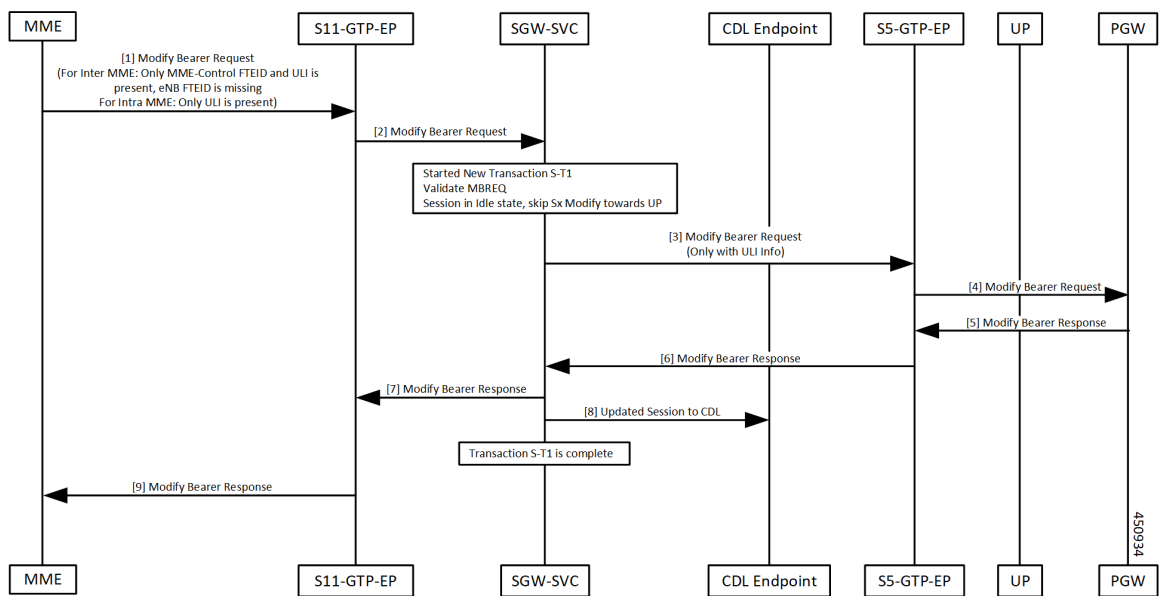 MME
S11-GTP-EP
SGW-SVC
CDL Endpoint
S5-GTP-EP
UP
PGW
[1] Modify Bearer Request
(For Inter MME: Only MME-Control FTEID and ULI is
present, eNB FTEID is missing
For Intra MME: Only ULI is present)
[2] Modify Bearer Request
Started New Transaction S-T1
Validate MBREQ
Session in Idle state, skip Sx Modify towards UP
[3] Modify Bearer Request
(Only with ULI Info)
[4] Modify Bearer Request
[5] Modify Bearer Response
[6] Modify Bearer Response
[7] Modify Bearer Response
[8] Updated Session to CDL
Transaction S-T1 is complete
[9] Modify Bearer Response
450934
MME
S11-GTP-EP
SGW-SVC
CDL Endpoint
S5-GTP-EP
UP
PGW